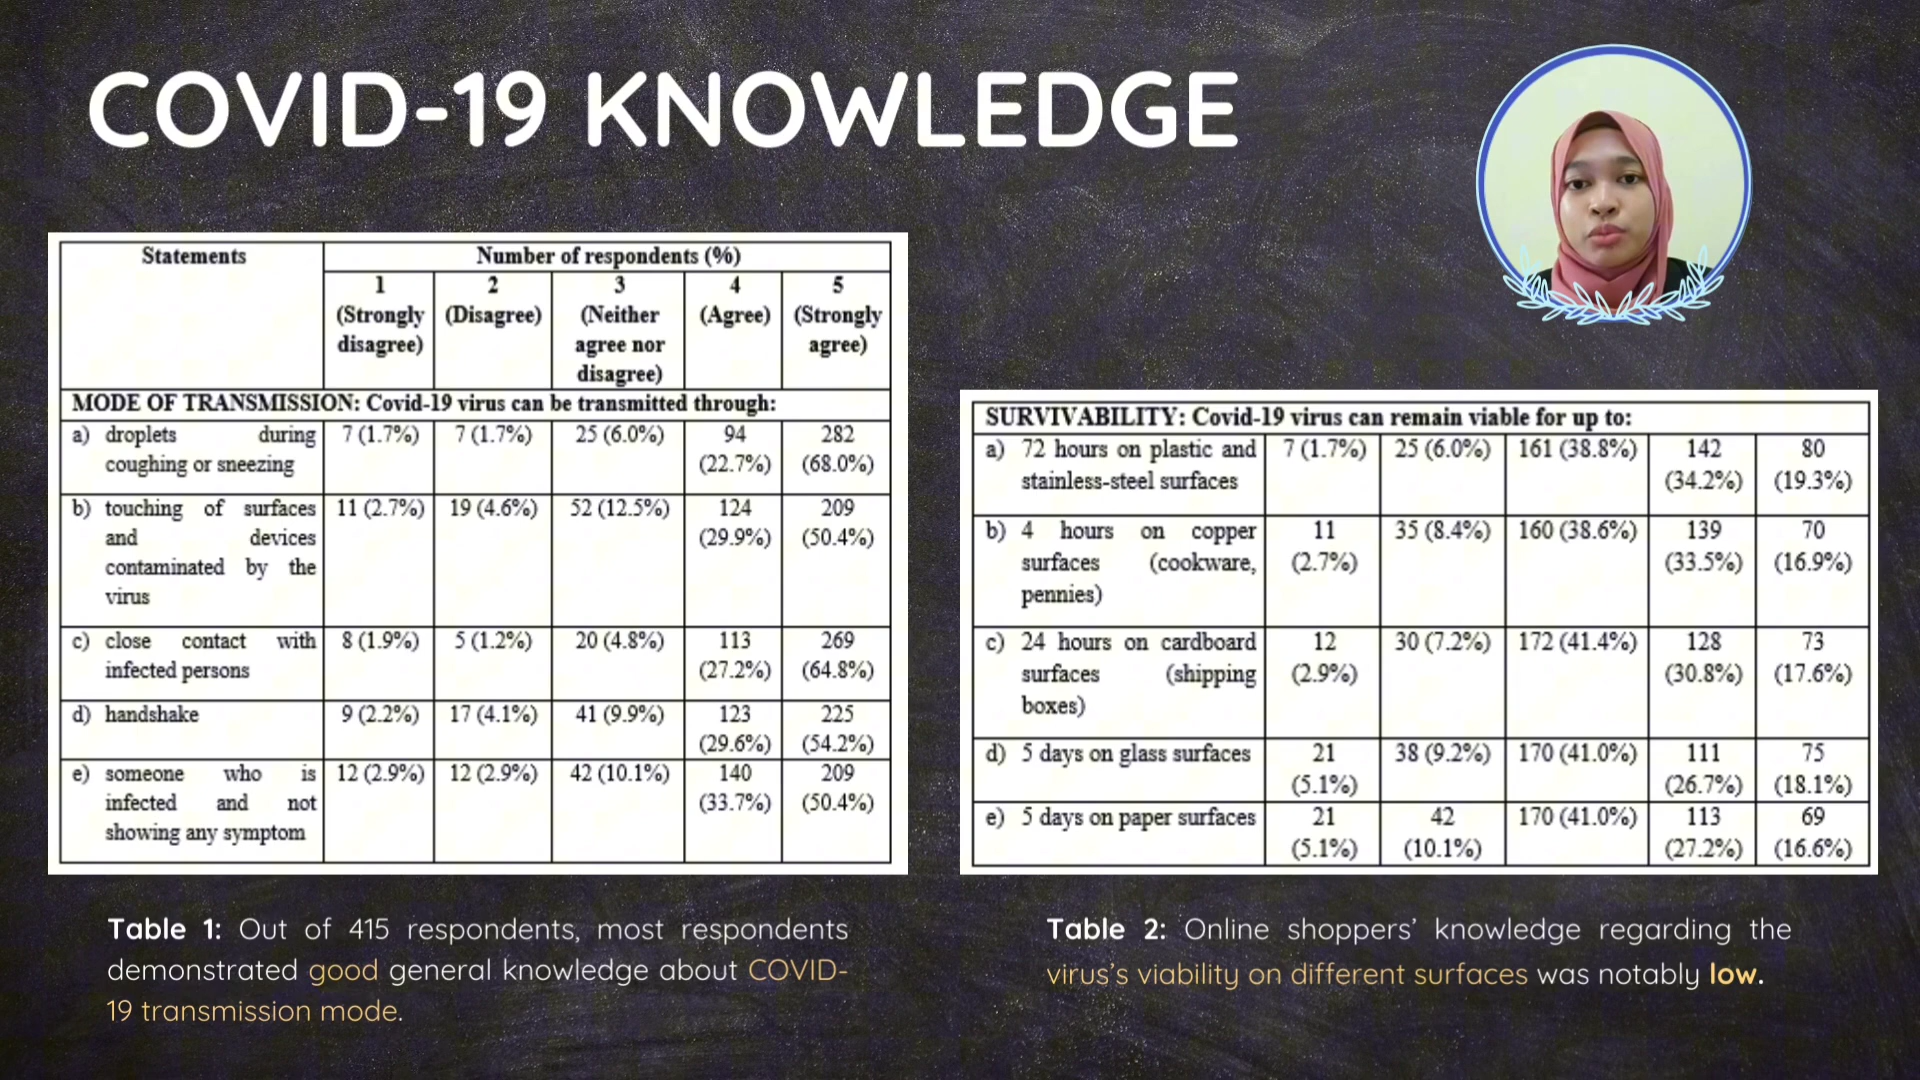 COVID-19 KNOWLEDGE
Statements
Number of respondents (%)
1 (Strongly disagree)
2 (Disagree)
3 (Neither agree nor disagree)
4 (Agree)
5 (Strongly agree)
MODE OF TRANSMISSION: Covid-19 virus can be transmitted through:
a) droplets during coughing or sneezing 7 (1.7%) 7 (1.7%) 25 (6.0%) 94 (22.7%) 282 (68.0%)
b) touching of surfaces and devices contaminated by the virus 11 (2.7%) 19 (4.6%) 52 (12.5%) 124 (29.9%) 209 (50.4%)
c) close contact with infected persons 8 (1.9%) 5 (1.2%) 20 (4.8%) 113 (27.2%) 269 (64.8%)
d) handshake 9 (2.2%) 17 (4.1%) 41 (9.9%) 123 (29.6%) 225 (54.2%)
e) someone who is infected and not showing any symptom 12 (2.9%) 12 (2.9%) 42 (10.1%) 140 (33.7%) 209 (50.4%)
Table 1: Out of 415 respondents, most respondents
demonstrated good general knowledge about COVID-
19 transmission mode.
SURVIVABILITY: Covid-19 virus can remain viable for up to:
a) 72 hours on plastic and stainless-steel surfaces 7 (1.7%) 25 (6.0%) 161 (38.8%) 142 (34.2%) 80 (19.3%)
b) 4 hours on copper surfaces (cookware, pennies) 11 (2.7%) 35 (8.4%) 160 (38.6%) 139 (33.5%) 70 (16.9%)
c) 24 hours on cardboard surfaces (shipping boxes) 12 (2.9%) 30 (7.2%) 172 (41.4%) 128 (30.8%) 73 (17.6%)
d) 5 days on glass surfaces 21 (5.1%) 38 (9.2%) 170 (41.0%) 111 (26.7%) 75 (18.1%)
e) 5 days on paper surfaces 21 (5.1%) 42 (10.1%) 170 (41.0%) 113 (27.2%) 69 (16.6%)
Table 2: Online shoppers' knowledge regarding the
virus's viability on different surfaces was notably low.